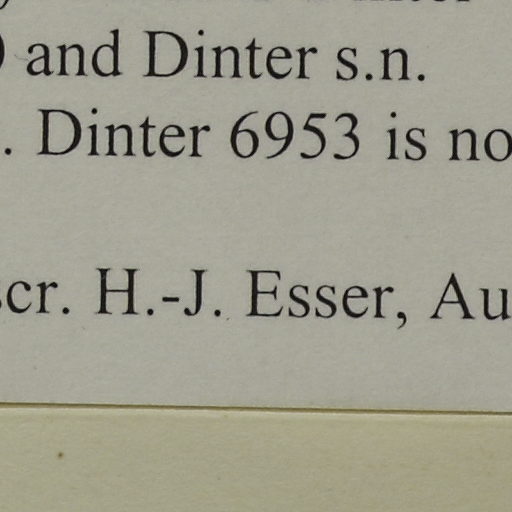 ) and Dinter s.n.
. Dinter 6953 is no
cr. H.-J. Esser, Au